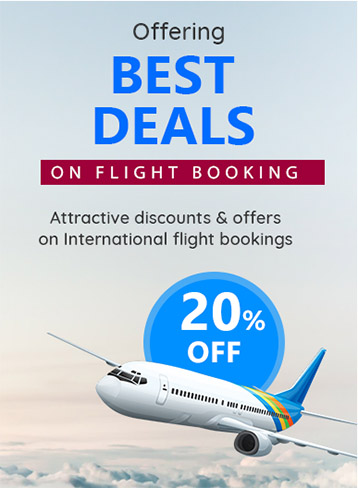 Offering
BEST
DEALS
ON FLIGHT BOOKING
Attractive discounts & offers
on International flight bookings
20%
OFF